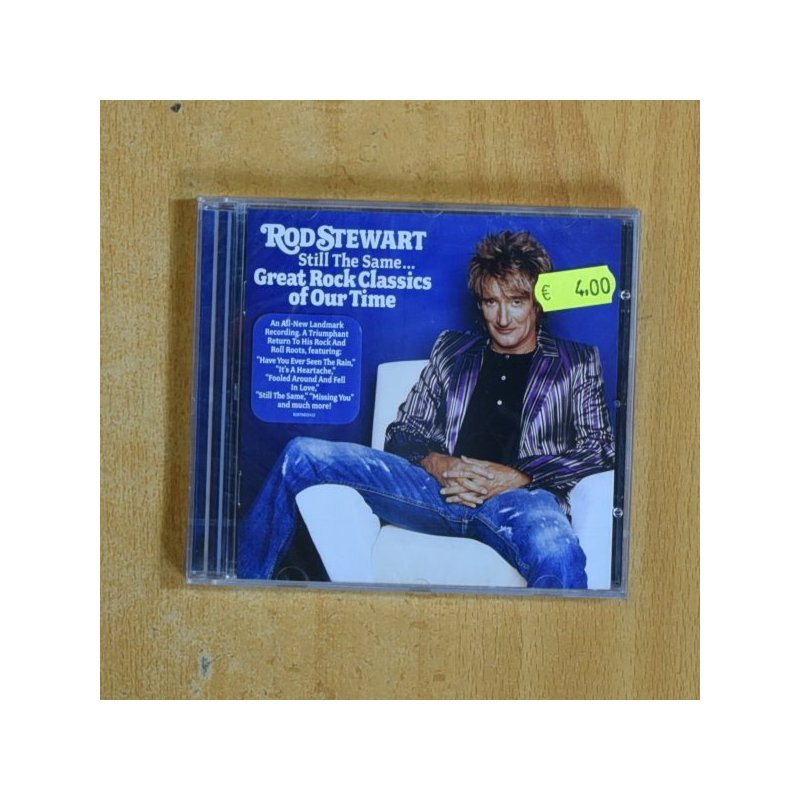 ROD STEWART
Still The Same...
Great Rock Classics
of Our Time
€ 4.00
An All-New Landmark
Recording. A Triumphant
Return To His Rock And
Roll Roots, featuring:
"Have You Ever Seen The Rain,"
"It's A Heartache,"
"Fooled Around And Fell
In Love,"
"Still The Same," "Missing You"
and much more!